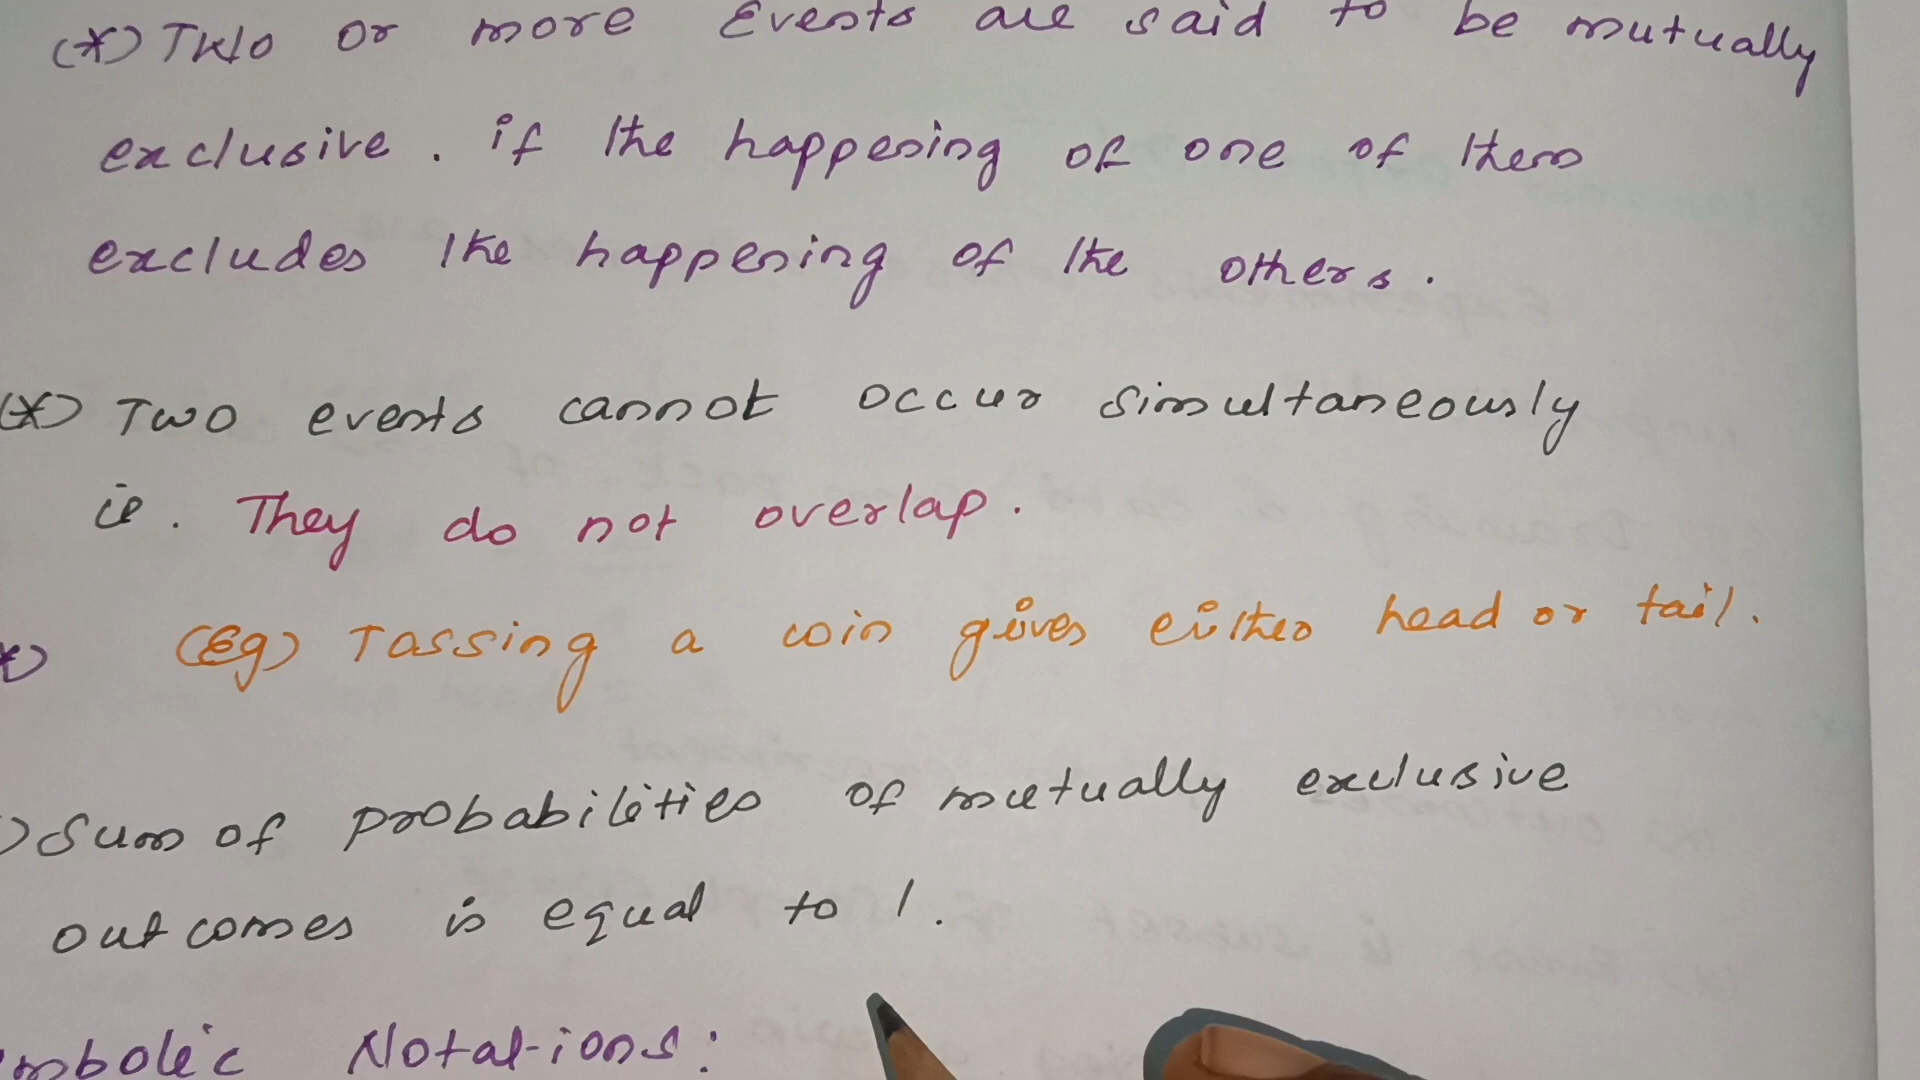 (*) Two or more Events are said to be mutually
exclusive. if the happening of one of them
excludes the happening of the others.
(*) Two events cannot occur simultaneously
ie. They do not overlap.
(Eg) Tassing a coin gives either head or tail.
Sum of probabilities of mutually exclusive
outcomes is equal to 1.
mbolic Notations: